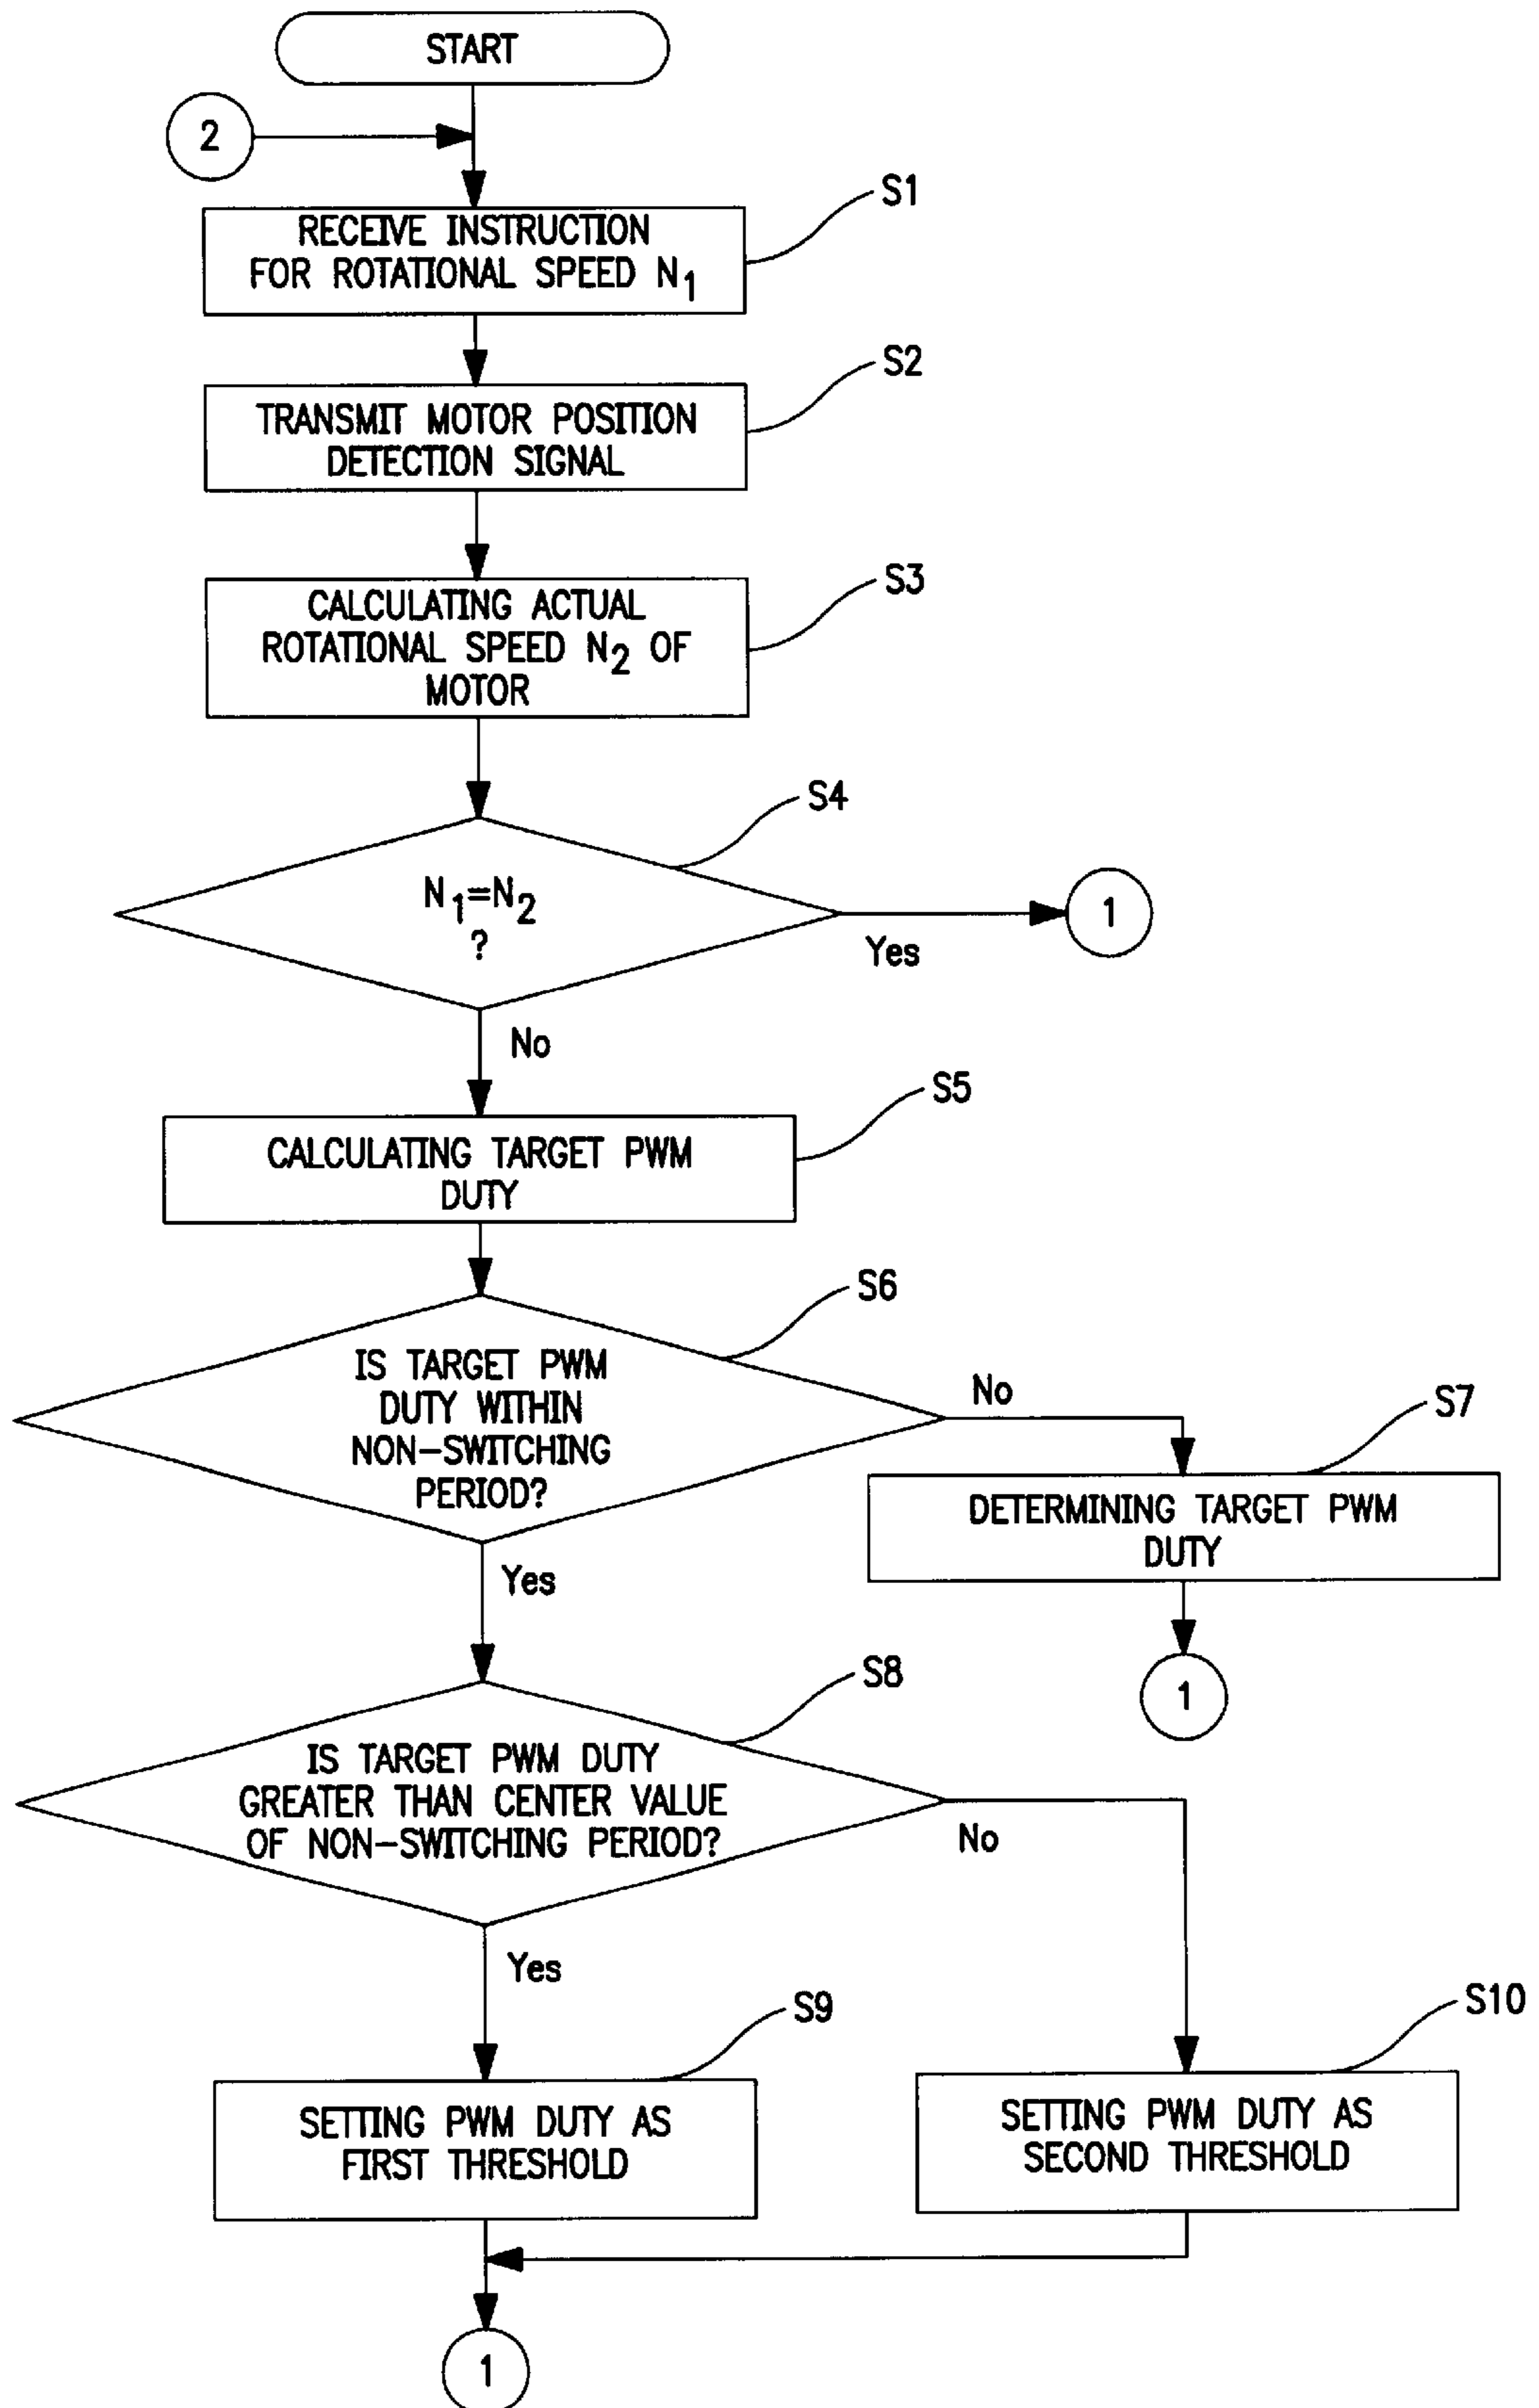 START
2
S1
RECEIVE INSTRUCTION
FOR ROTATIONAL SPEED N1
S2
TRANSMIT MOTOR POSITION
DETECTION SIGNAL
S3
CALCULATING ACTUAL
ROTATIONAL SPEED N2 OF
MOTOR
S4
N1=N2
?
1
Yes
No
S5
CALCULATING TARGET PWM
DUTY
S6
IS TARGET PWM
DUTY WITHIN
NON-SWITCHING
PERIOD?
No
S7
DETERMINING TARGET PWM
DUTY
1
Yes
S8
IS TARGET PWM DUTY
GREATER THAN CENTER VALUE
OF NON-SWITCHING PERIOD?
No
Yes
S9
SETTING PWM DUTY AS
FIRST THRESHOLD
S10
SETTING PWM DUTY AS
SECOND THRESHOLD
1